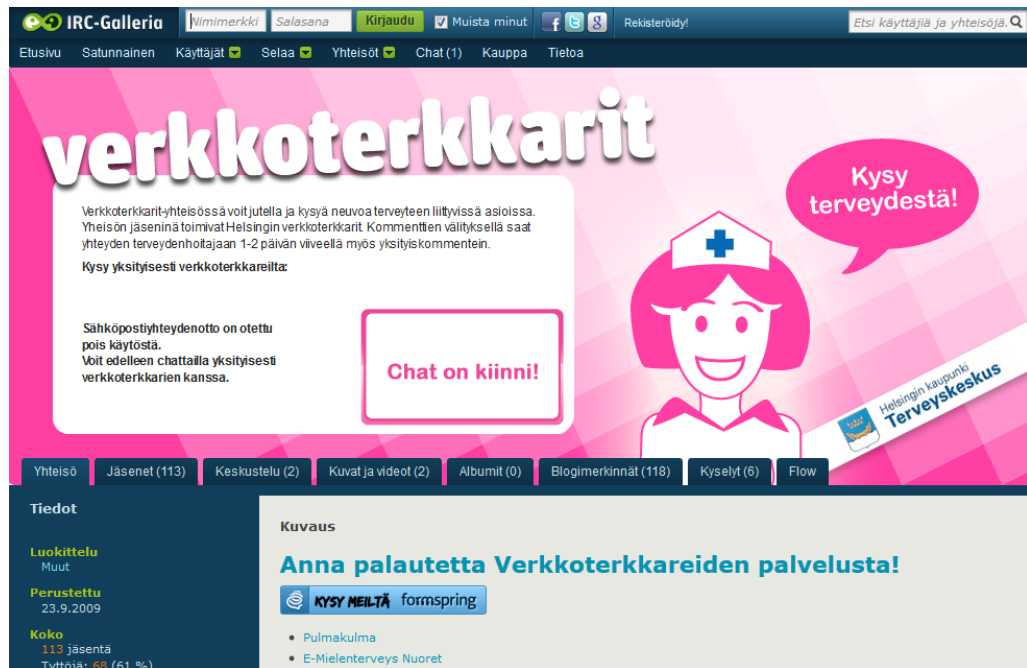 IRC-Galleria
Nimimerkki
Salasana
Kirjaudu
Muista minut
Rekisteröidy!
Etsi käyttäjiä ja yhteisöjä.
Etusivu Satunnainen Käyttäjät Selaa Yhteisöt Chat (1) Kauppa Tietoa
verkkoterkkarit
Kysy
terveydestä!
Verkkoterkkarit-yhteisössä voit jutella ja kysyä neuvoa terveyteen liittyvissä asioissa.
Yheisön jäseninä toimivat Helsingin verkkoterkkarit. Kommenttien välityksellä saat
yhteyden terveydenhoitajaan 1-2 päivän viiveellä myös yksityiskommentein.
Kysy yksityisesti verkkoterkkareilta:
Sähköpostiyhteydenotto on otettu
pois käytöstä.
Voit edelleen chattailla yksityisesti
verkkoterkkarien kanssa.
Chat on kiinni!
Helsingin kaupunki
Terveyskeskus
Yhteisö Jäsenet (113) Keskustelu (2) Kuvat ja videot (2) Albumit (0) Blogimerkinnät (118) Kyselyt (6) Flow
Tiedot
Luokittelu
Muut
Perustettu
23.9.2009
Koko
113 jäsentä
Tyttöjä: 68 (61 %)
Kuvaus
Anna palautetta Verkkoterkkareiden palvelusta!
KYSY MEILTÄ formspring
• Pulmakulma
• E-Mielenterveys Nuoret